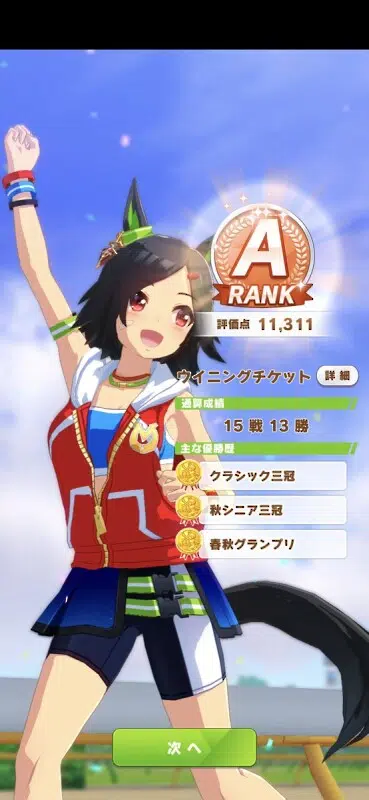 A
RANK
評価点 11,311
ウイニングチケット
詳細
通算成績
15 戦 13 勝
主な優勝歴
クラシック三冠
秋シニア三冠
春秋グランプリ
次へ